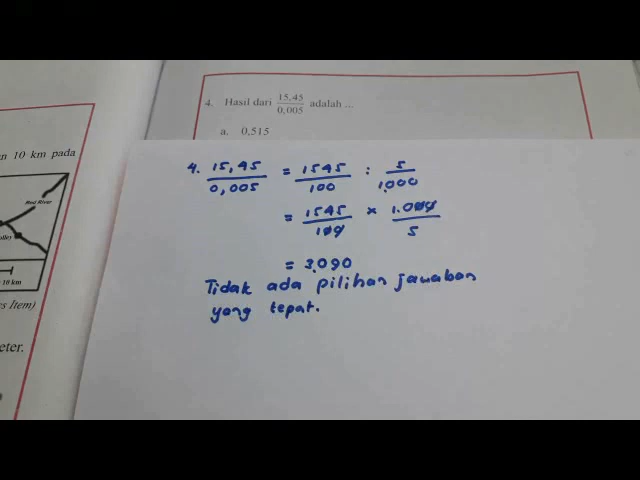 4. Hasil dari 15,45 / 0,005 adalah ...
a. 0,515
n 10 km pada
Red River
lley
10 km
s Item)
eter.
4. 15,45 / 0,005 = 1545 / 100 : 5 / 1.000
= 1545 / 100 × 1.000 / 5
= 3.090
Tidak ada pilihan jawaban
yang tepat.